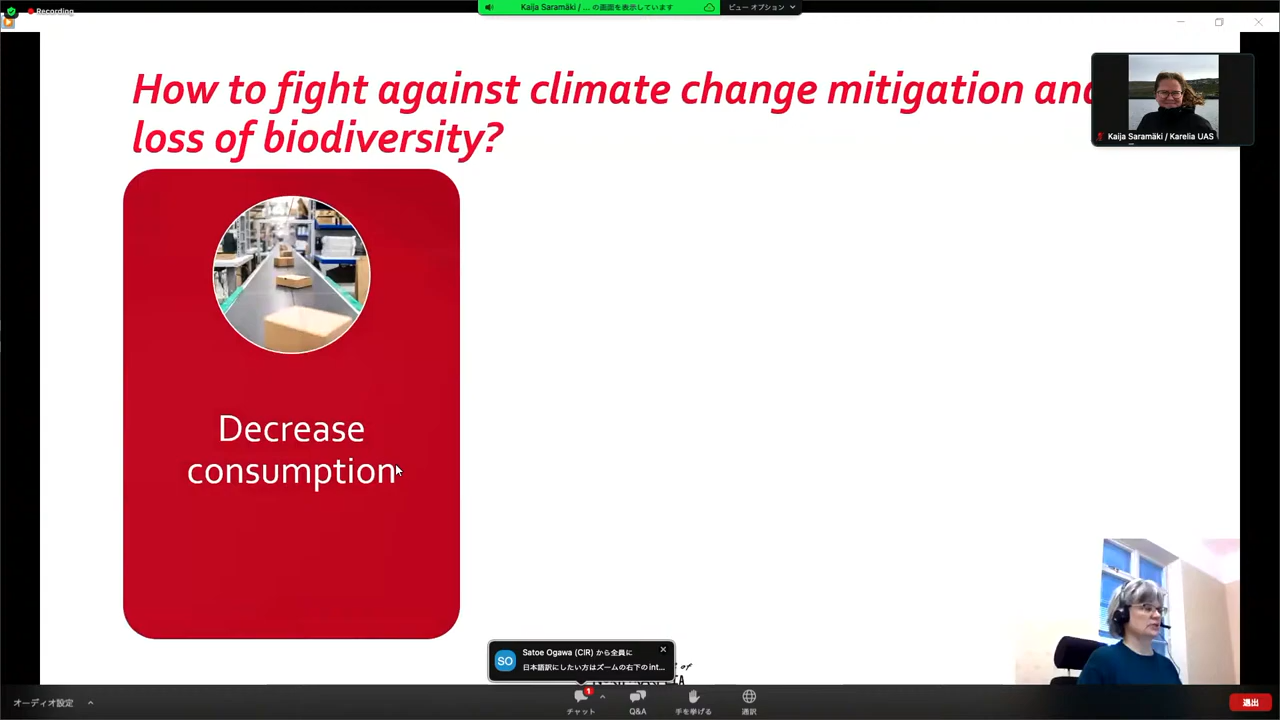 Recording
Kaija Saramäki / ... の画面を表示しています
ビュー オプション
How to fight against climate change mitigation and
loss of biodiversity?
Kaija Saramäki / Karelia UAS
Decrease
consumption
Satoe Ogawa (CIR) から全員に
日本語訳にしたい方はズームの右下の int...
SO
of
オーディオ設定
1
チャット
Q&A
手を挙げる
通訳
退出